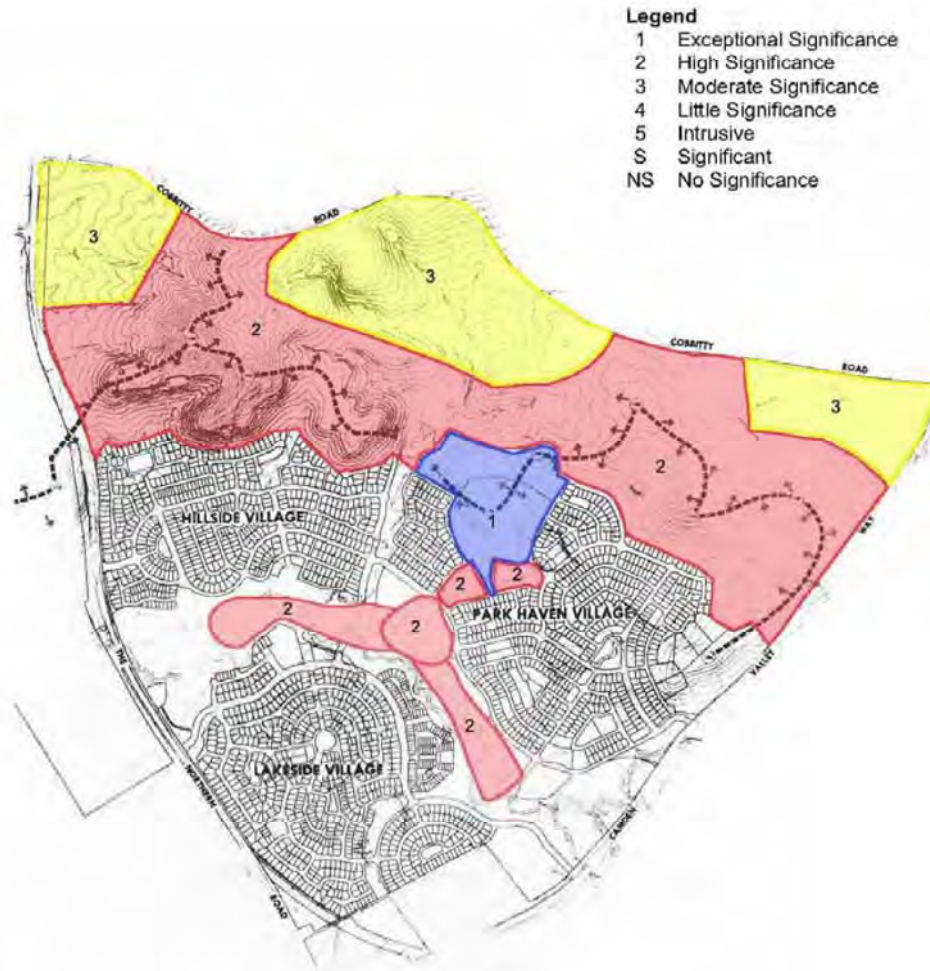 Legend
1 Exceptional Significance
2 High Significance
3 Moderate Significance
4 Little Significance
5 Intrusive
S Significant
NS No Significance
COBBITTY
ROAD
3
3
2
COBBITTY
ROAD
3
2
HILLSIDE VILLAGE
1
WAY
2
2
2
2
PARK HAVEN VILLAGE
VALLEY
THE
2
LAKESIDE VILLAGE
NORTHERN
CAMDEN
ROAD